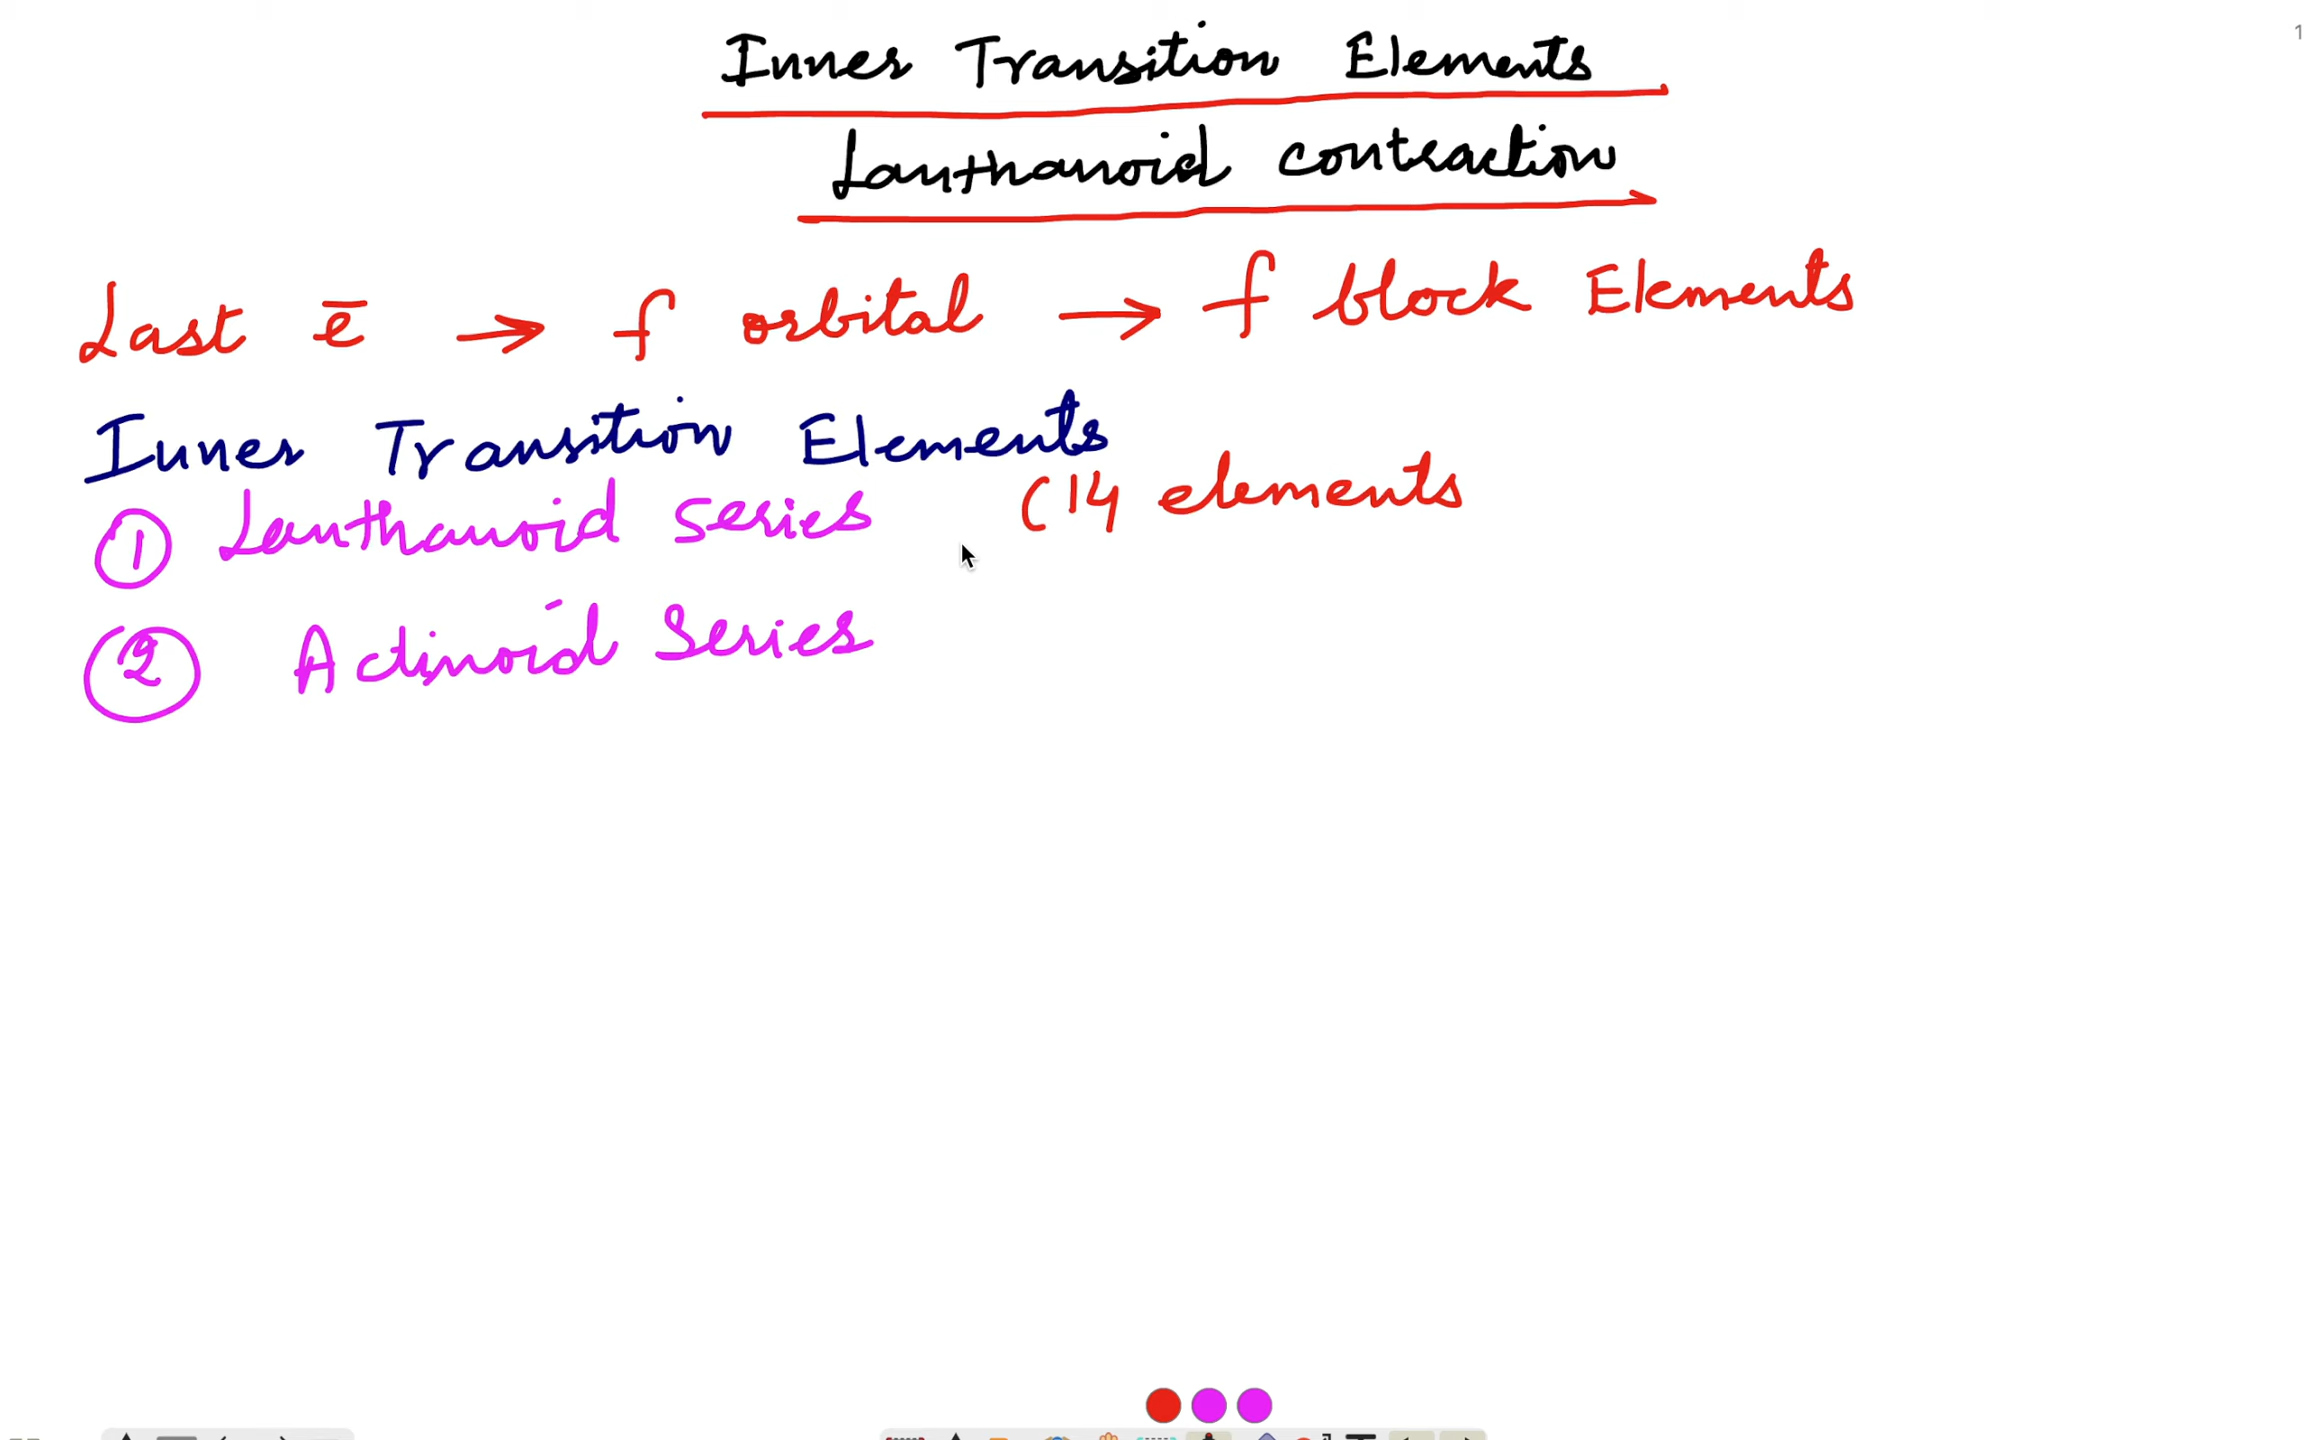 1
Inner Transition Elements
Lanthanoid contraction
Last ē → f orbital → f block Elements
Inner Transition Elements
① Lanthanoid series (14 elements
② Actinoid Series